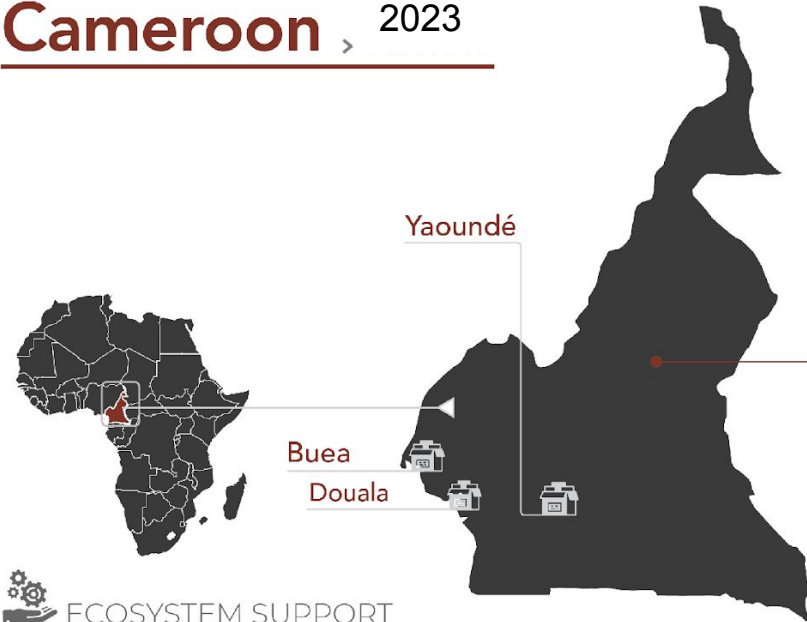 Cameroon > 2023
Yaoundé
Buea
Douala
ECOSYSTEM SUPPORT